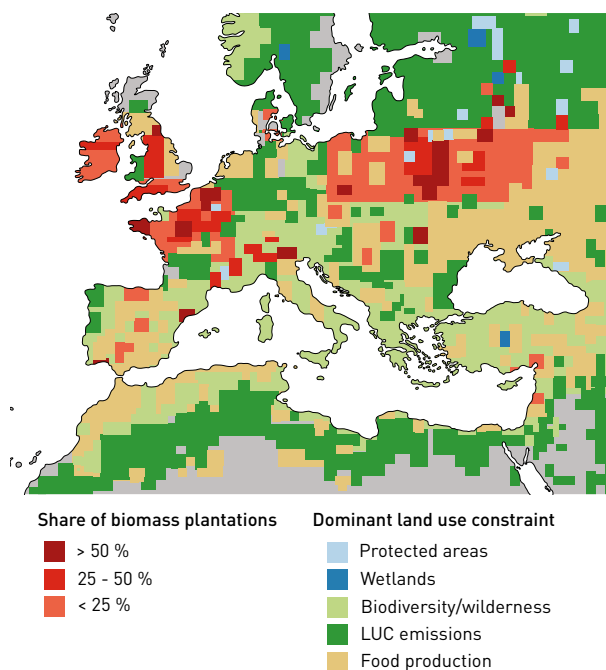 Share of biomass plantations
> 50 %
25 - 50 %
< 25 %
Dominant land use constraint
Protected areas
Wetlands
Biodiversity/wilderness
LUC emissions
Food production